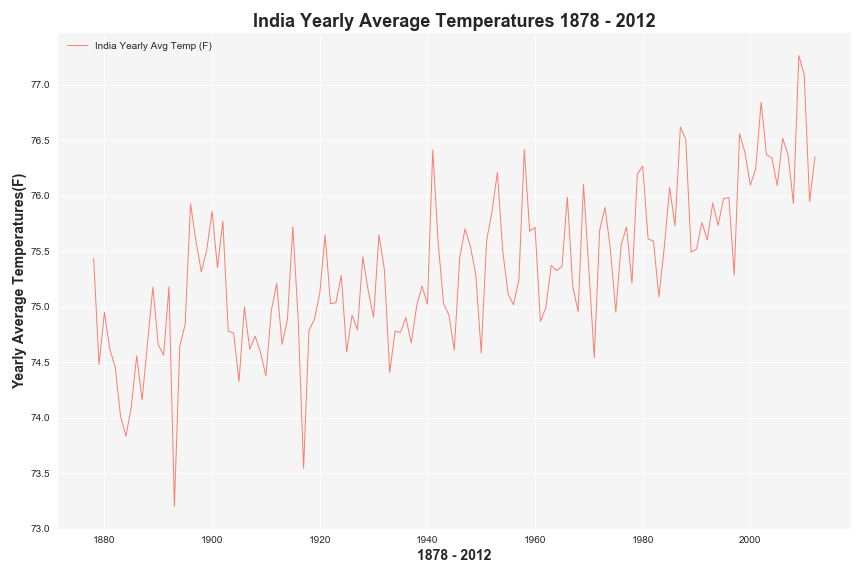 India Yearly Average Temperatures 1878 - 2012
India Yearly Avg Temp (F)
77.0
76.5
76.0
75.5
75.0
74.5
74.0
73.5
73.0
Yearly Average Temperatures(F)
1880 1900 1920 1940 1960 1980 2000
1878 - 2012